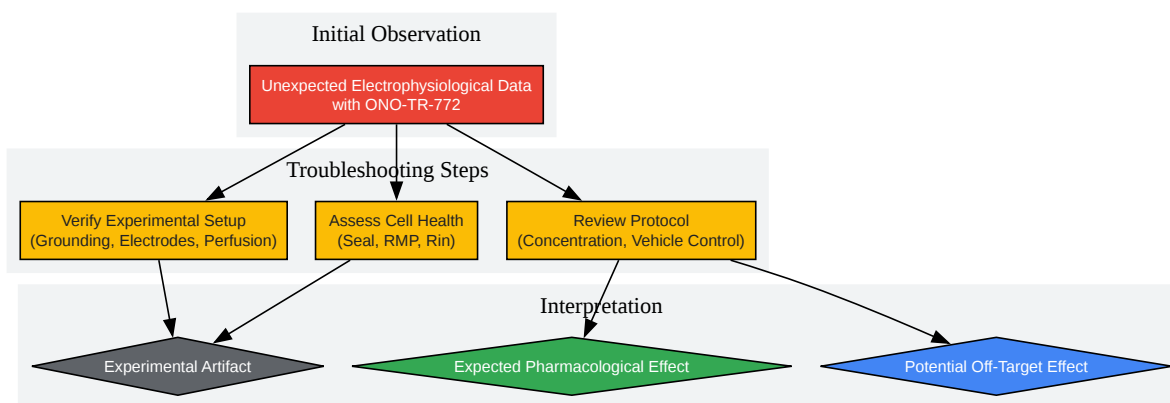 Initial Observation
Unexpected Electrophysiological Data
with ONO-TR-772
Troubleshooting Steps
Verify Experimental Setup
(Grounding, Electrodes, Perfusion)
Assess Cell Health
(Seal, RMP, Rin)
Review Protocol
(Concentration, Vehicle Control)
Interpretation
Experimental Artifact
Expected Pharmacological Effect
Potential Off-Target Effect